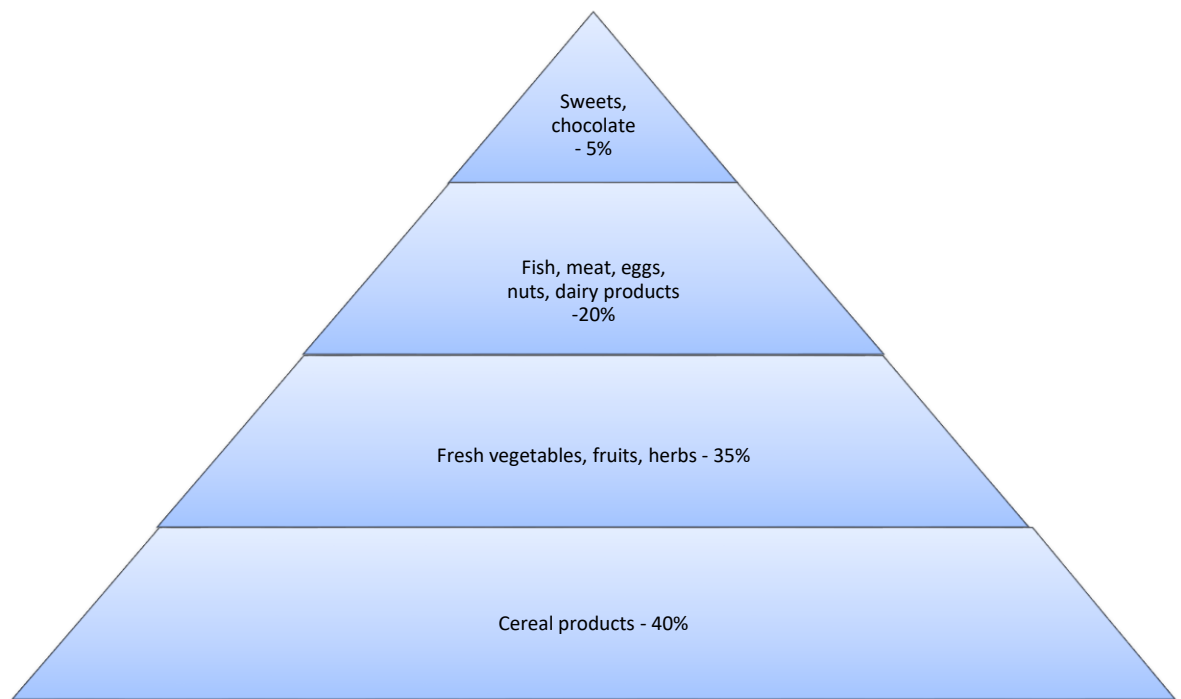 Sweets,
chocolate
- 5%
Fish, meat, eggs,
nuts, dairy products
-20%
Fresh vegetables, fruits, herbs - 35%
Cereal products - 40%